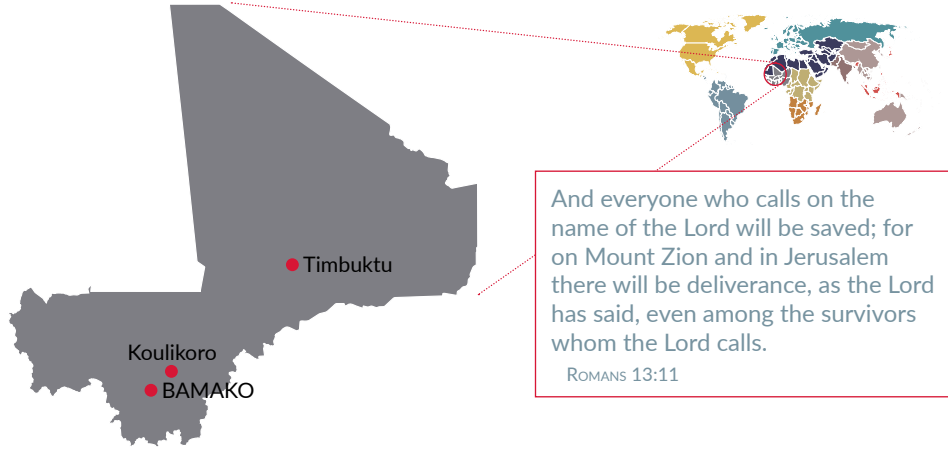 And everyone who calls on the
name of the Lord will be saved; for
on Mount Zion and in Jerusalem
there will be deliverance, as the Lord
has said, even among the survivors
whom the Lord calls.
Romans 13:11
Timbuktu
Koulikoro
BAMAKO